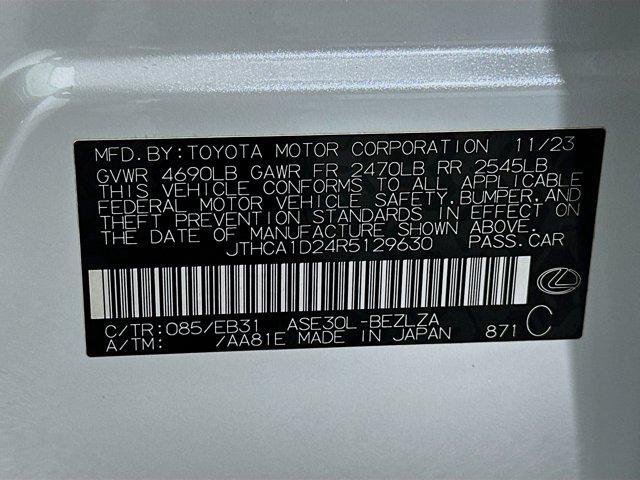 MFD.BY:TOYOTA MOTOR CORPORATION 11/23
GVWR 4690LB GAWR FR 2470LB RR 2545LB
THIS VEHICLE CONFORMS TO ALL APPLICABLE
FEDERAL MOTOR VEHICLE SAFETY,BUMPER,AND
THEFT PREVENTION STANDARDS IN EFFECT ON
THE DATE OF MANUFACTURE SHOWN ABOVE.
JTHCA1D24R5129630 PASS.CAR
C/TR:085/EB31 ASE30L-BEZLZA
A/TM: /AA81E MADE IN JAPAN 871 C